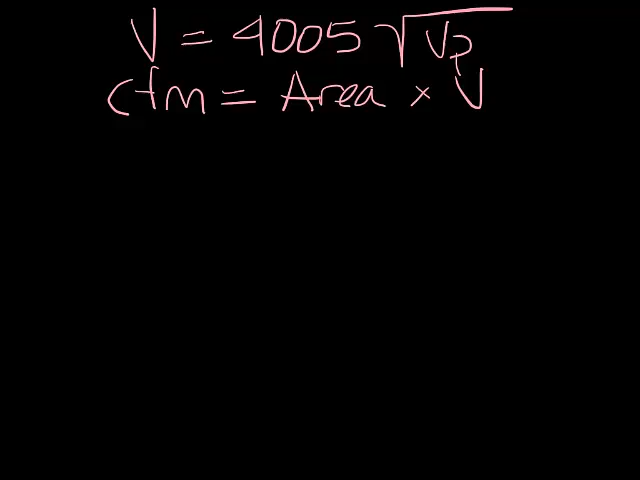 V = 4005 √Vp
cfm = Area × V